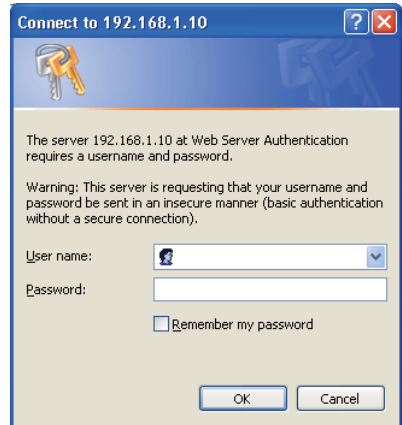 Connect to 192.168.1.10
The server 192.168.1.10 at Web Server Authentication
requires a username and password.
Warning: This server is requesting that your username and
password be sent in an insecure manner (basic authentication
without a secure connection).
User name:
Password:
Remember my password
OK Cancel